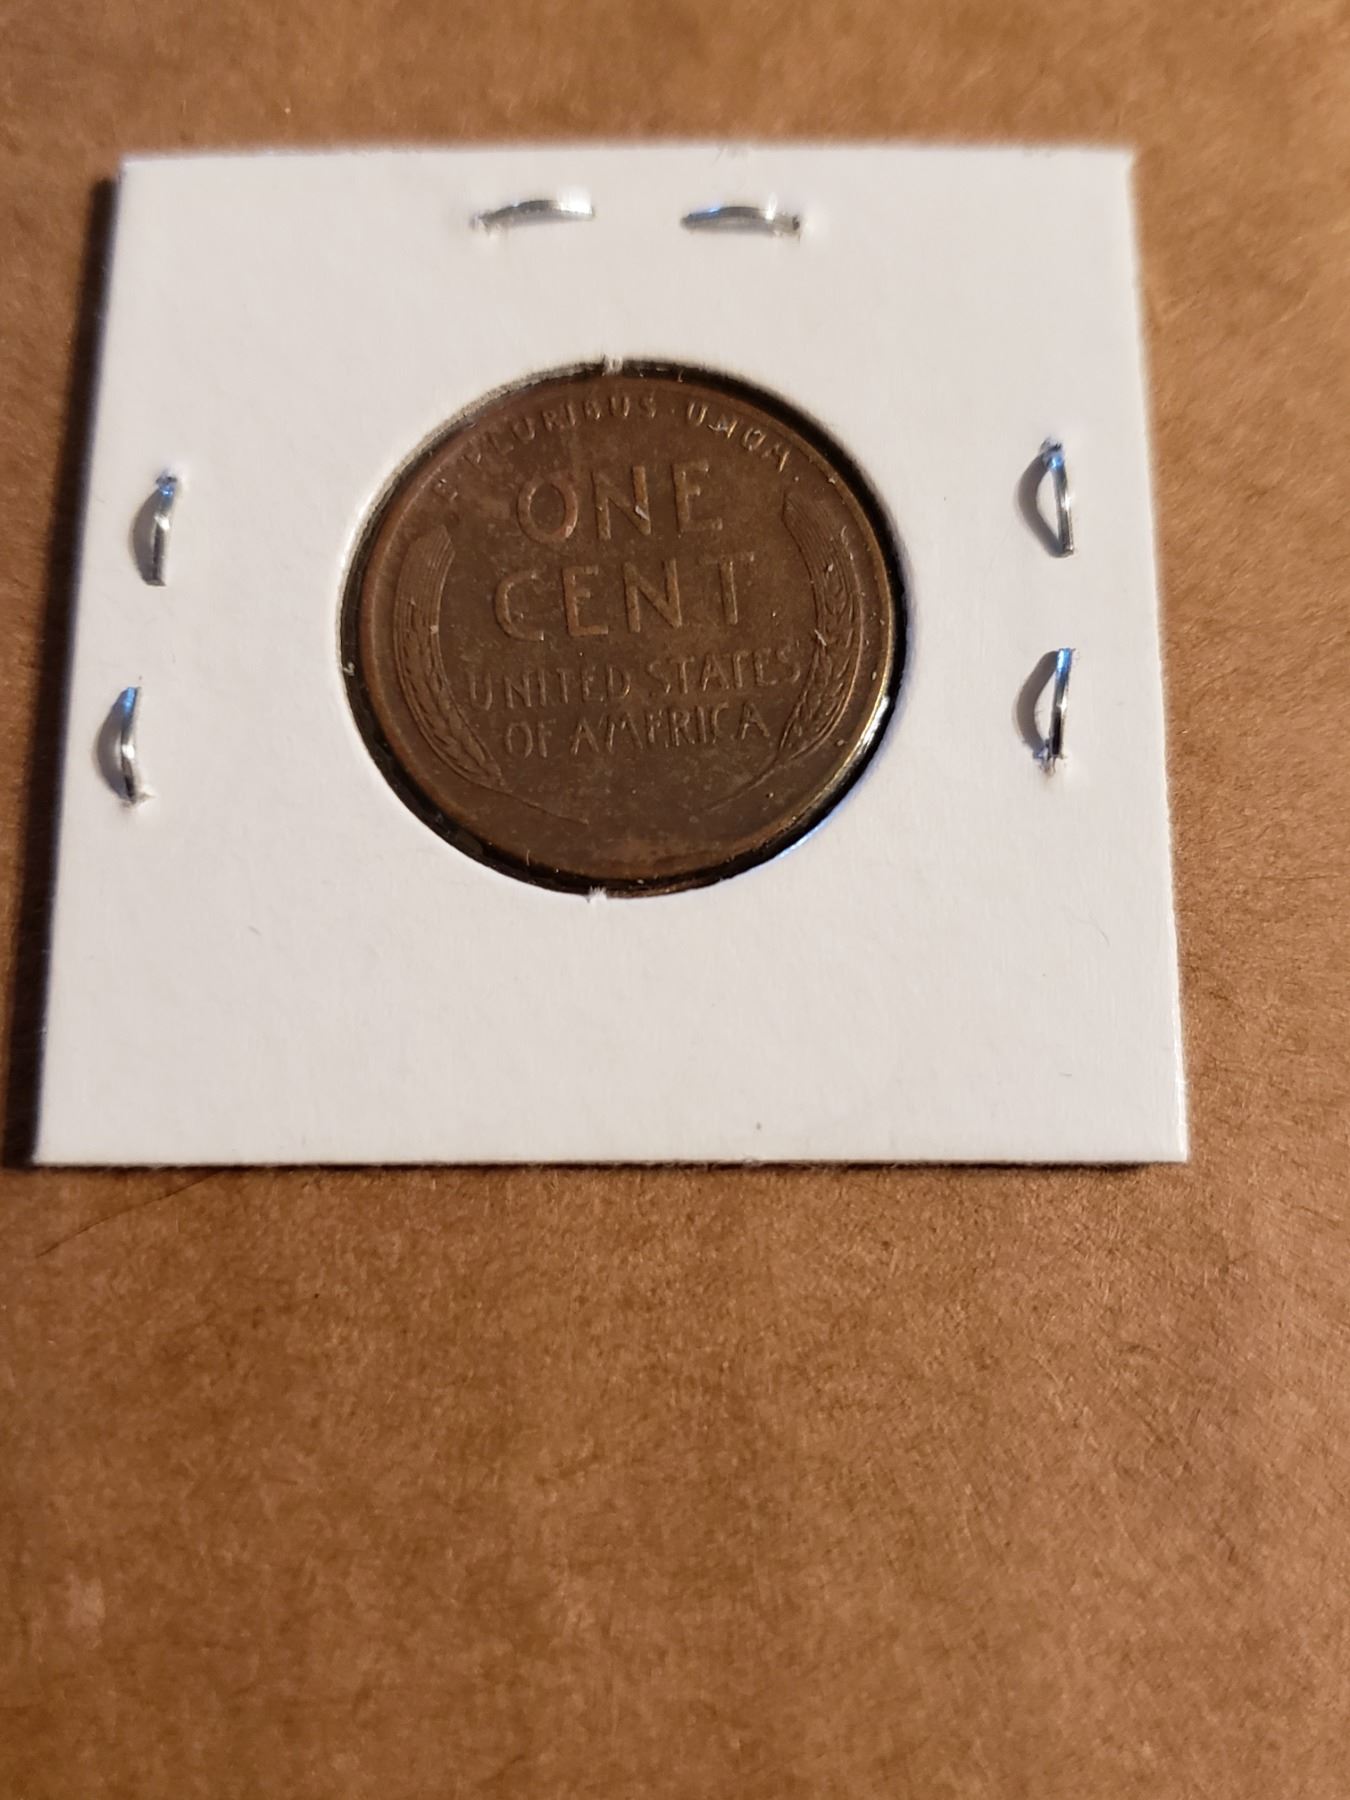 E PLURIBUS · UNUM
ONE
CENT
UNITED STATES
OF AMERICA